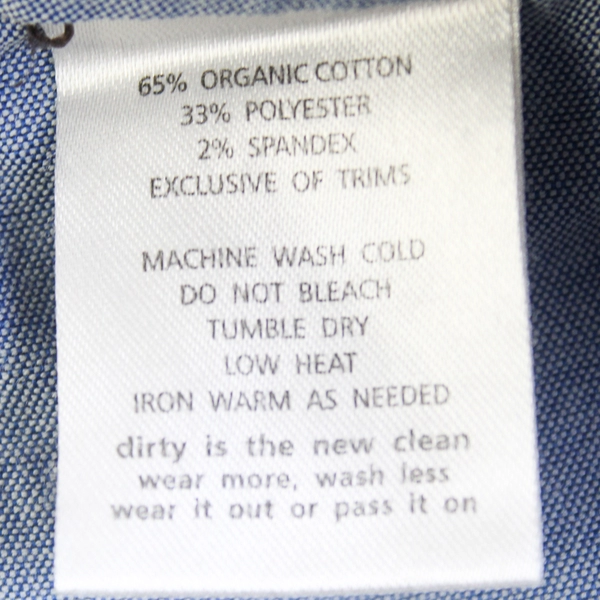 65% ORGANIC COTTON
33% POLYESTER
2% SPANDEX
EXCLUSIVE OF TRIMS
MACHINE WASH COLD
DO NOT BLEACH
TUMBLE DRY
LOW HEAT
IRON WARM AS NEEDED
dirty is the new clean
wear more, wash less
wear it out or pass it on